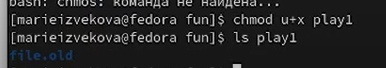 bash: chmos: команда не найдена...
[marieizvekova@fedora fun]$ chmod u+x play1
[marieizvekova@fedora fun]$ ls play1
file.old